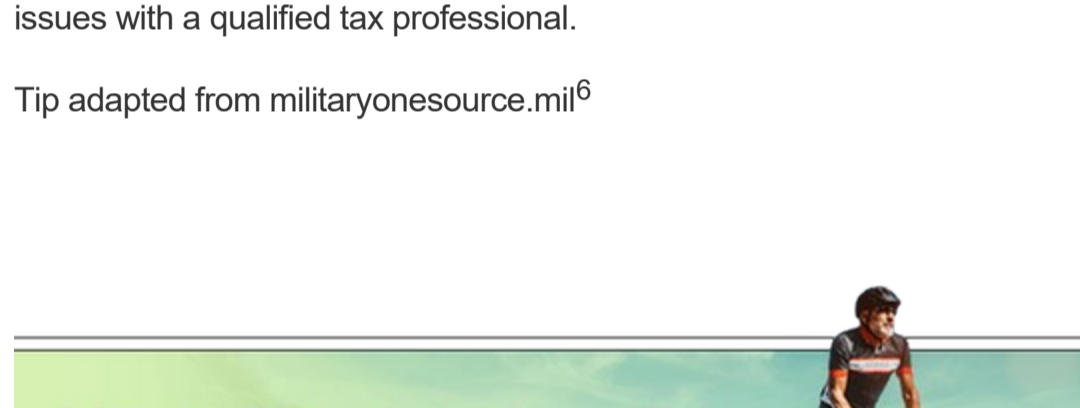 issues with a qualified tax professional.
Tip adapted from militaryonesource.mil6